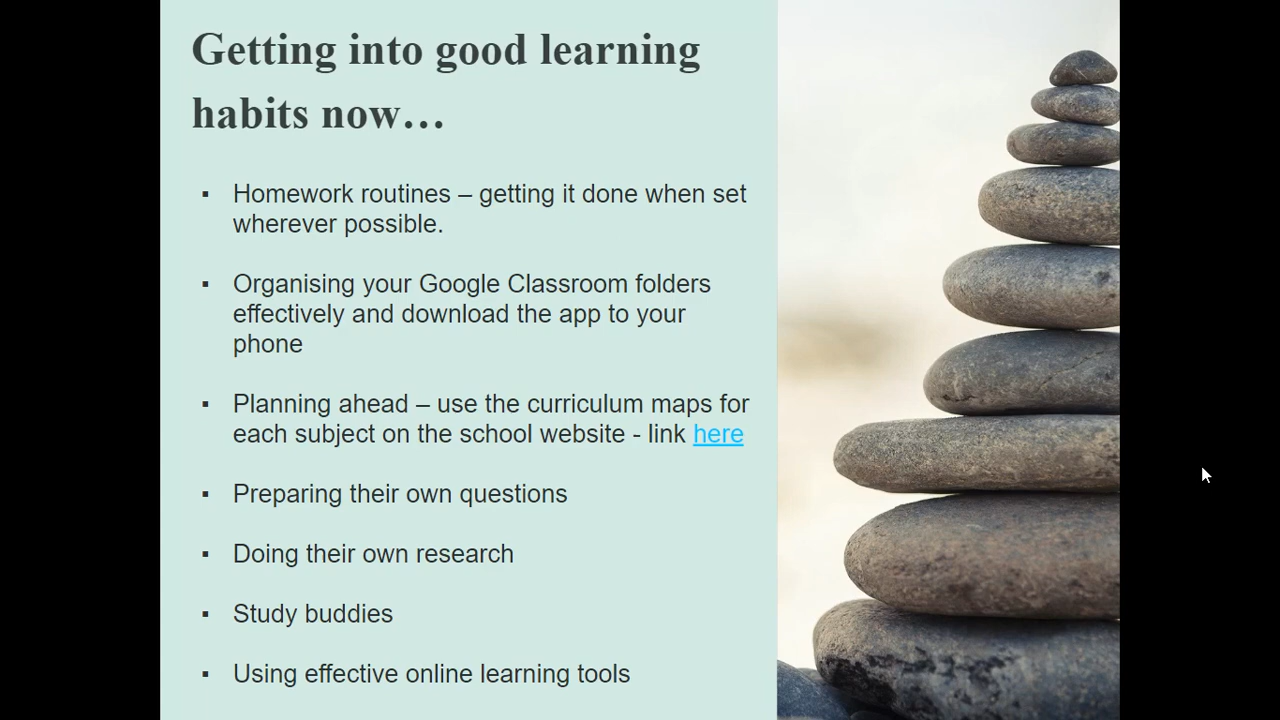 Getting into good learning
habits now…
▪ Homework routines – getting it done when set
wherever possible.
▪ Organising your Google Classroom folders
effectively and download the app to your
phone
▪ Planning ahead – use the curriculum maps for
each subject on the school website - link here
▪ Preparing their own questions
▪ Doing their own research
▪ Study buddies
▪ Using effective online learning tools